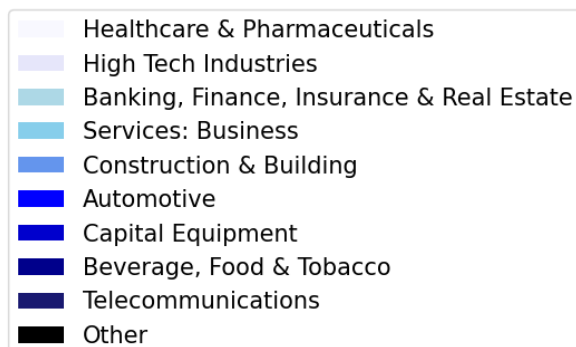 Healthcare & Pharmaceuticals
High Tech Industries
Banking, Finance, Insurance & Real Estate
Services: Business
Construction & Building
Automotive
Capital Equipment
Beverage, Food & Tobacco
Telecommunications
Other